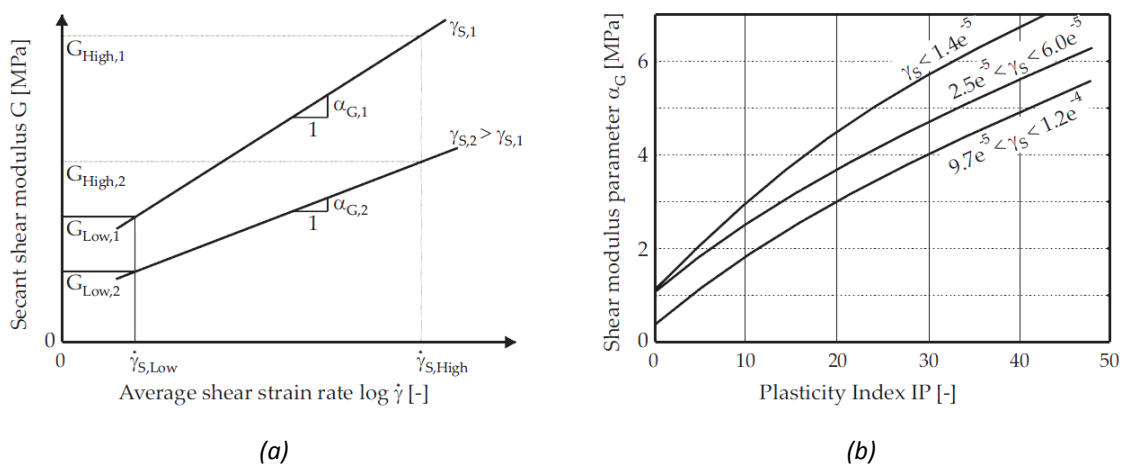 Secant shear modulus G [MPa]
G_High,1
G_High,2
G_Low,1
G_Low,2
γ_S,1
α_G,1
1
γ_S,2 > γ_S,1
α_G,2
1
0
0
γ̇_S,Low
γ̇_S,High
Average shear strain rate log γ̇ [-]
(a)
Shear modulus parameter α_G [MPa]
6
4
2
0
γ_S < 1.4e^-5
2.5e^-5 < γ_S < 6.0e^-5
9.7e^-5 < γ_S < 1.2e^-4
0 10 20 30 40 50
Plasticity Index IP [-]
(b)